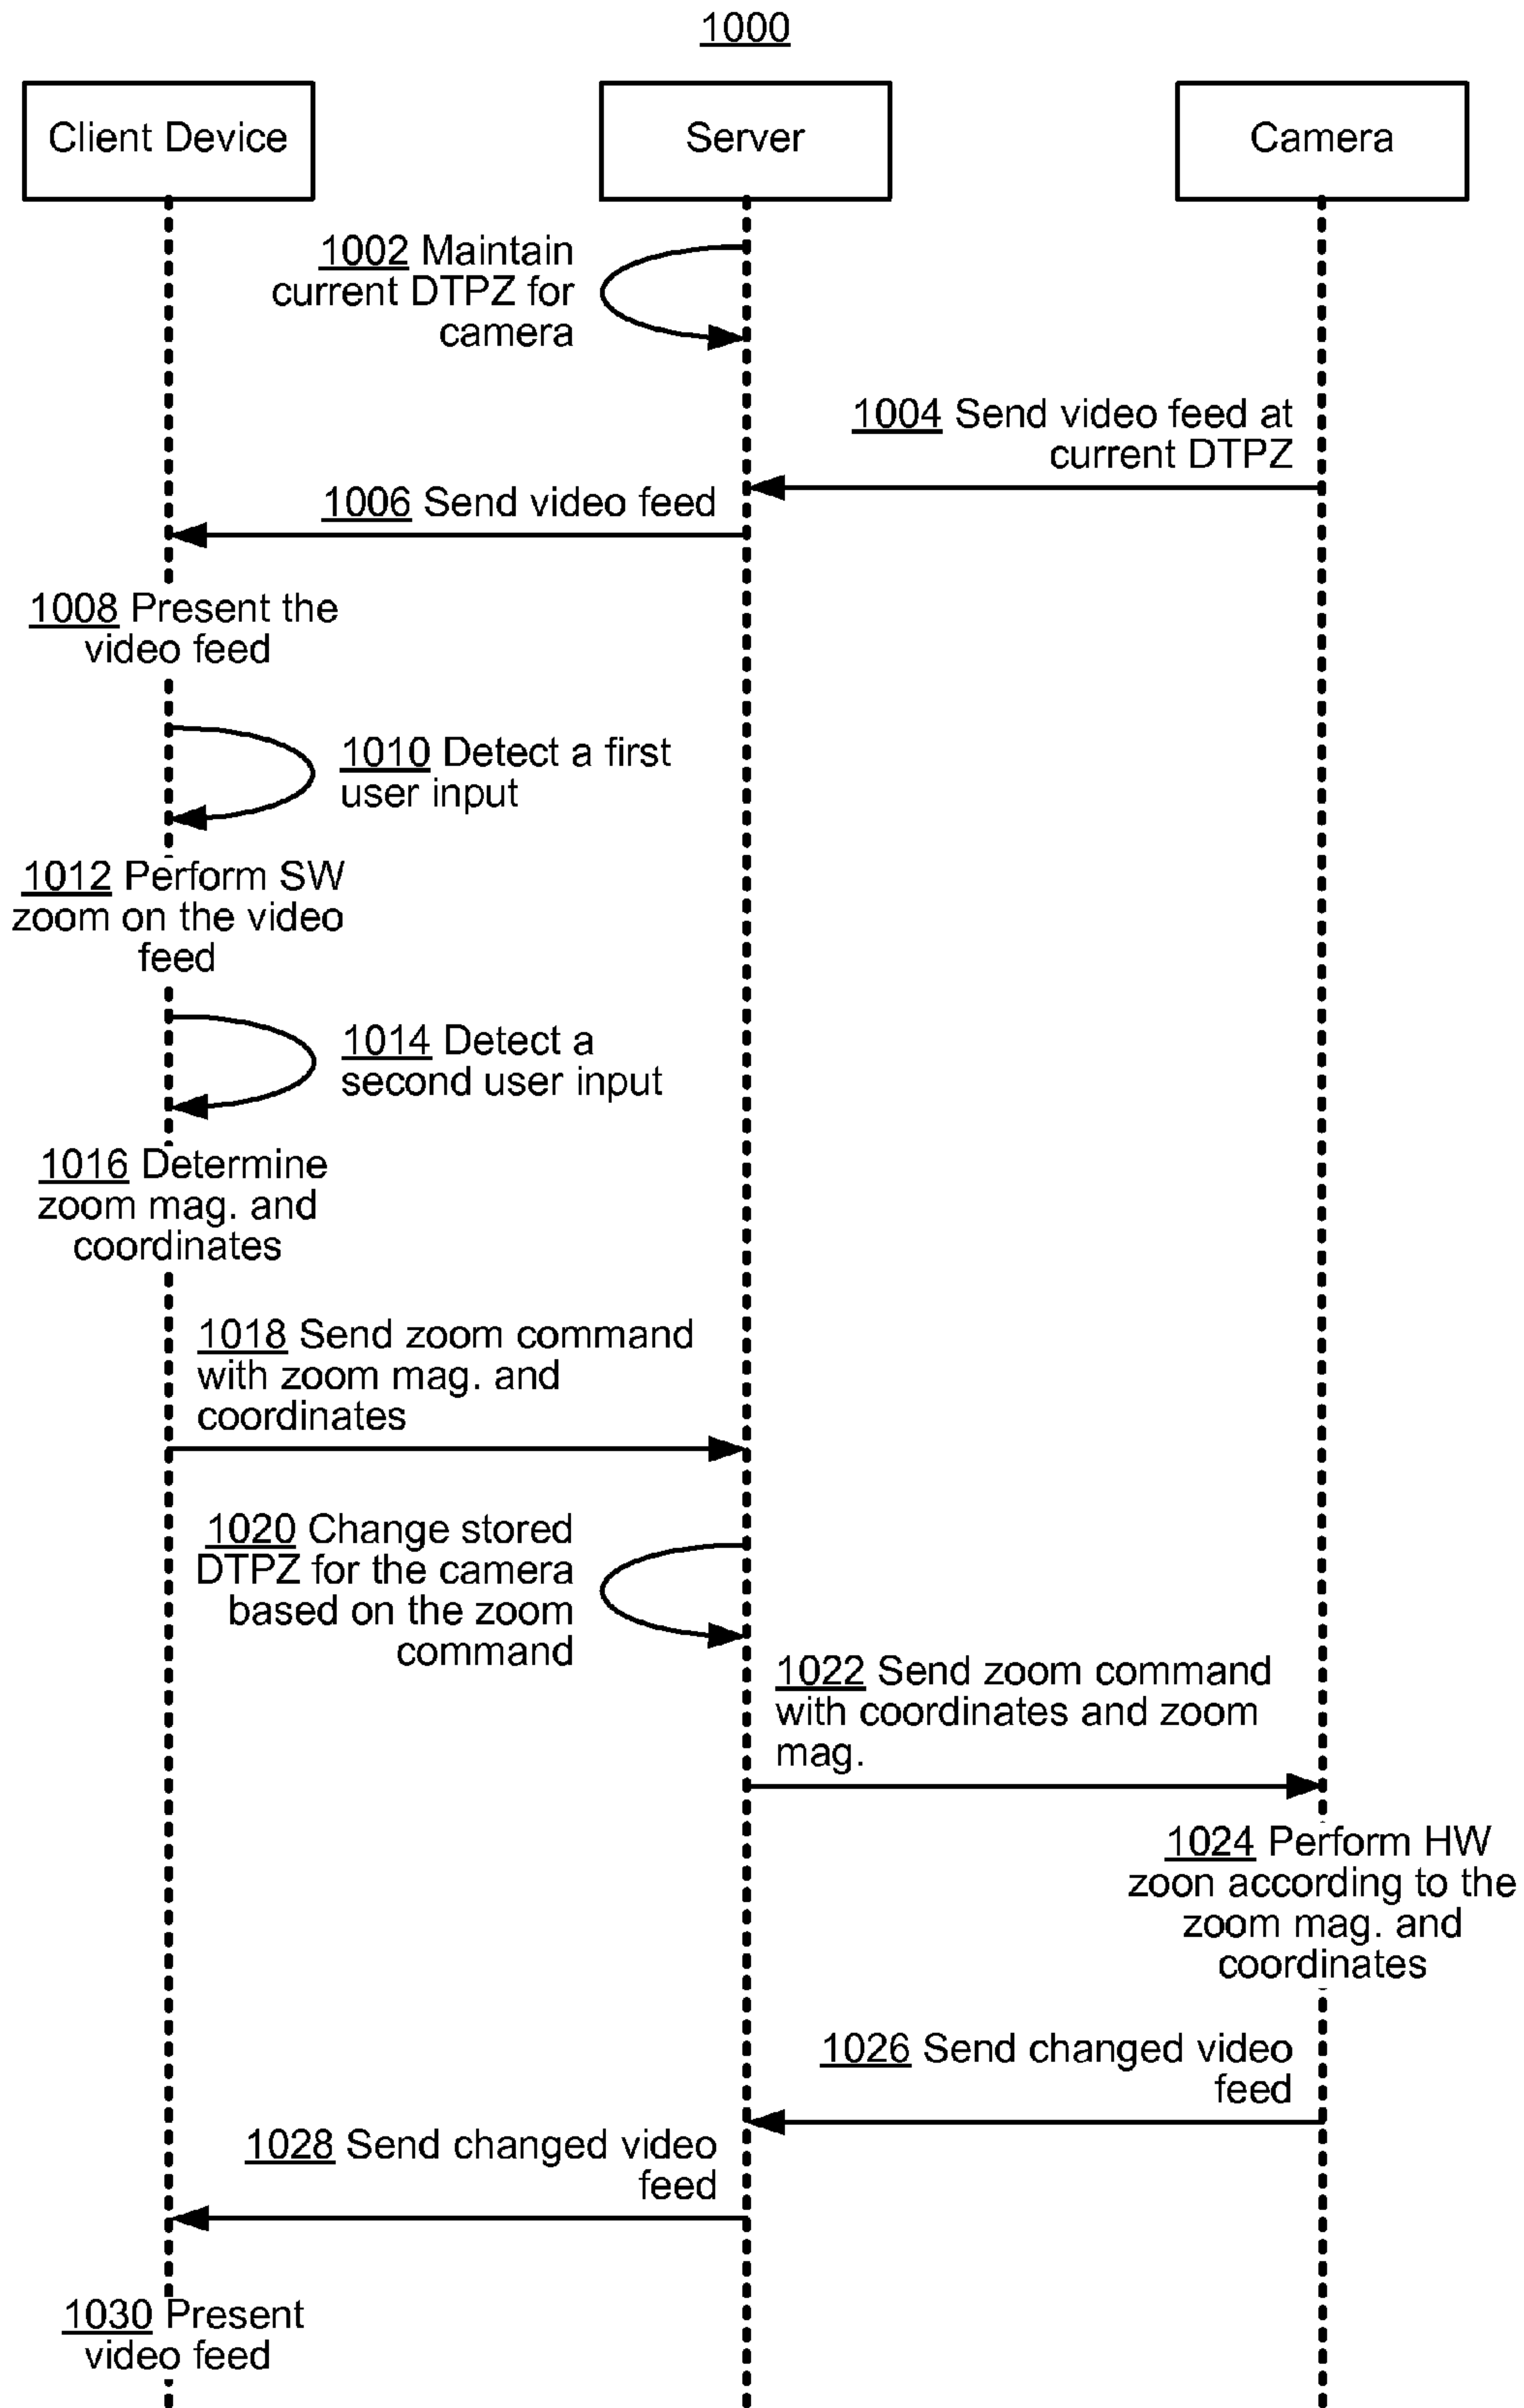 1000
Client Device
Server
Camera
1002 Maintain
current DTPZ for
camera
1004 Send video feed at
current DTPZ
1006 Send video feed
1008 Present the
video feed
1010 Detect a first
user input
1012 Perform SW
zoom on the video
feed
1014 Detect a
second user input
1016 Determine
zoom mag. and
coordinates
1018 Send zoom command
with zoom mag. and
coordinates
1020 Change stored
DTPZ for the camera
based on the zoom
command
1022 Send zoom command
with coordinates and zoom
mag.
1024 Perform HW
zoon according to the
zoom mag. and
coordinates
1026 Send changed video
feed
1028 Send changed video
feed
1030 Present
video feed